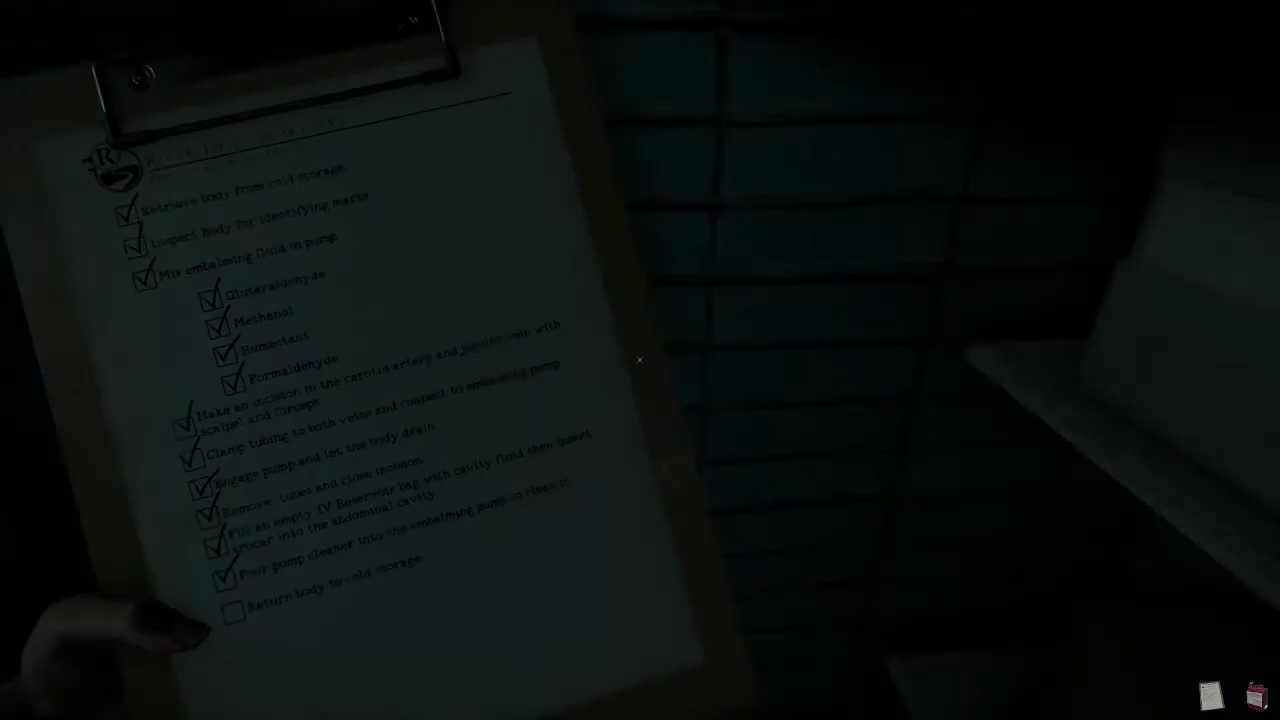 Retrieve body from cold storage.
Inspect Body for identifying marks
Mix embalming fluid in pump
Glutaraldehyde
Methanol
Humectant
Formaldehyde
Make an incision in the carotid artery and jugular vein with
scalpel and forceps
Clamp tubing to both veins and connect to embalming pump
Engage pump and let the body drain
Remove tubes and close incision.
Fill an empty IV Reservoir bag with cavity fluid then insert
trocar into the abdominal cavity
Pour pump cleaner into the embalming pump to clean it
Return body to cold storage.